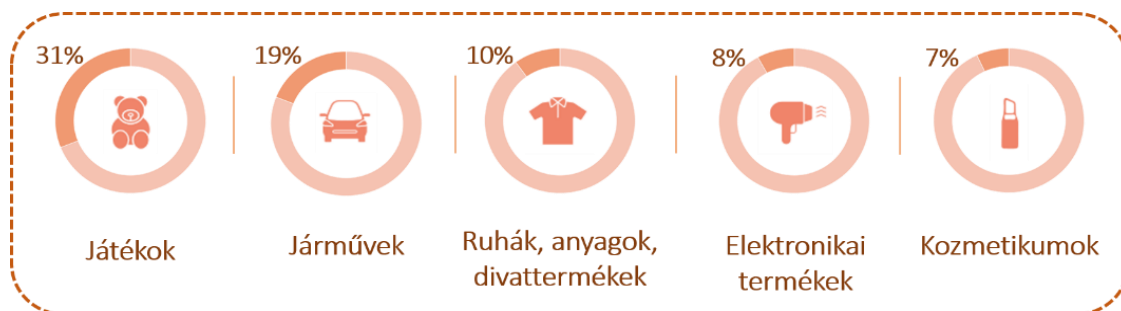 31%
19%
10%
8%
7%
Játékok
Járművek
Ruhák, anyagok,
divattermékek
Elektronikai
termékek
Kozmetikumok